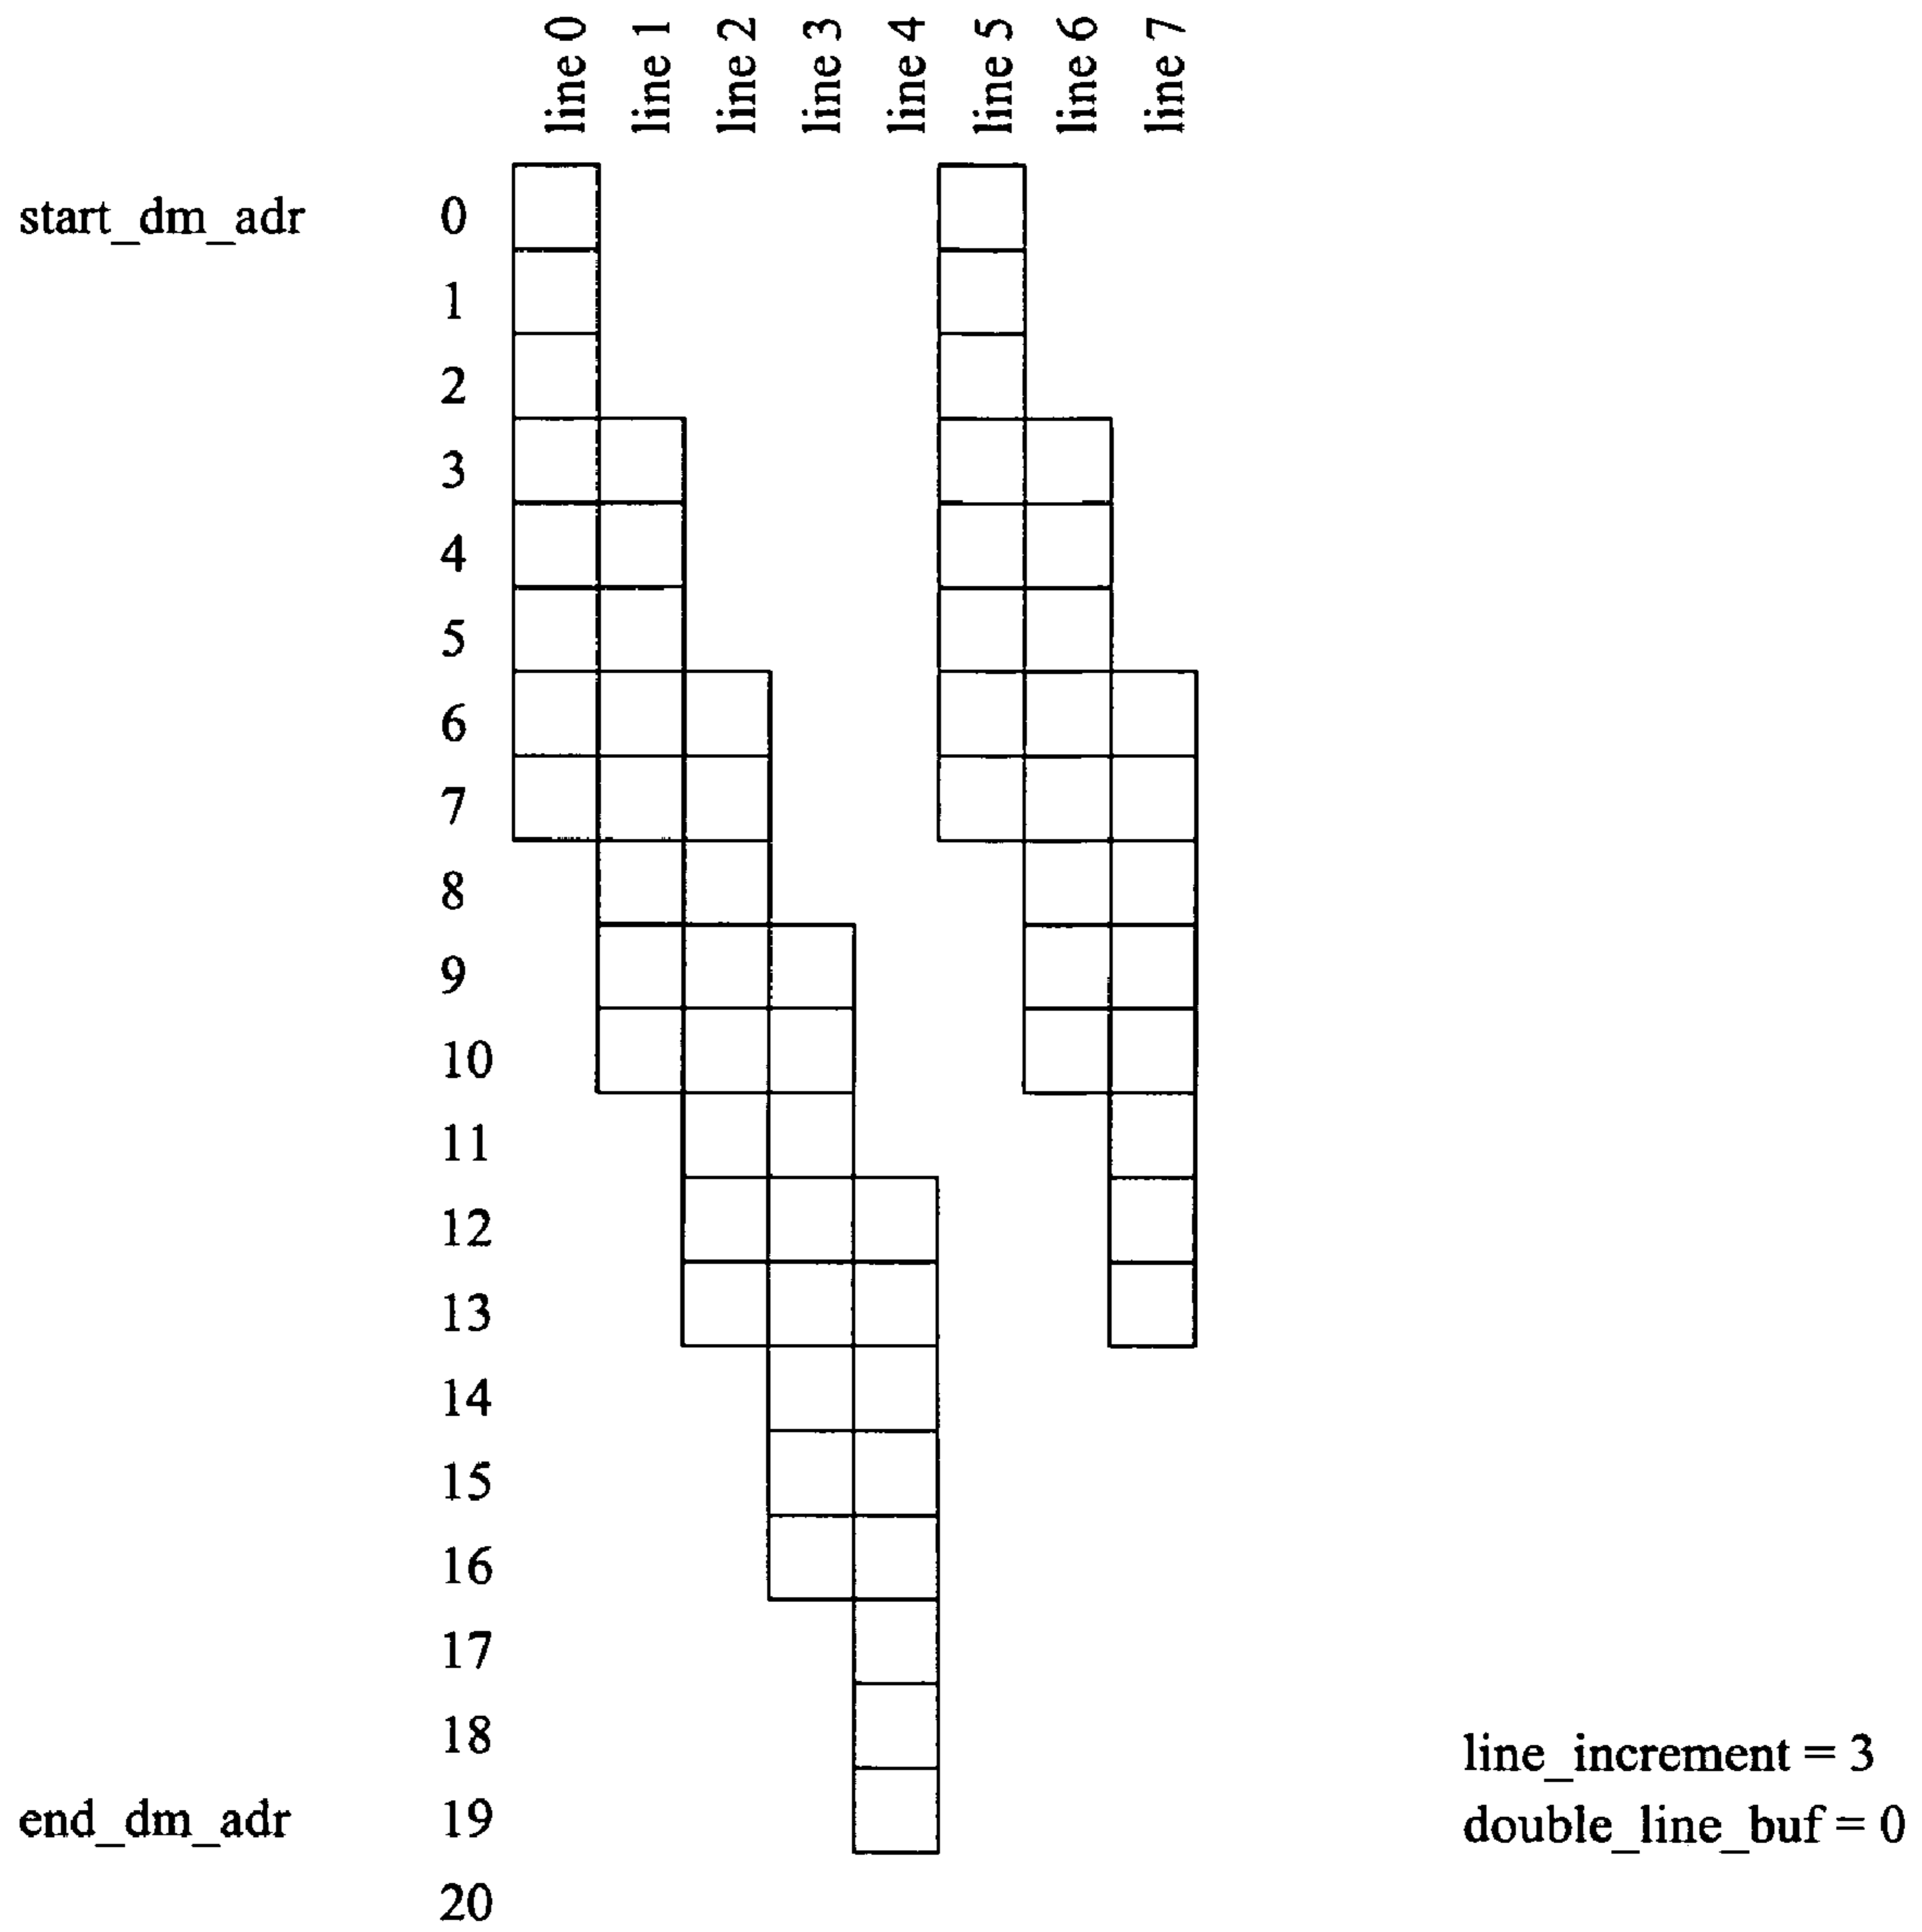 line 0
line 1
line 2
line 3
line 4
line 5
line 6
line 7
start_dm_adr 0
1
2
3
4
5
6
7
8
9
10
11
12
13
14
15
16
17
18
line_increment = 3
end_dm_adr 19 double_line_buf = 0
20